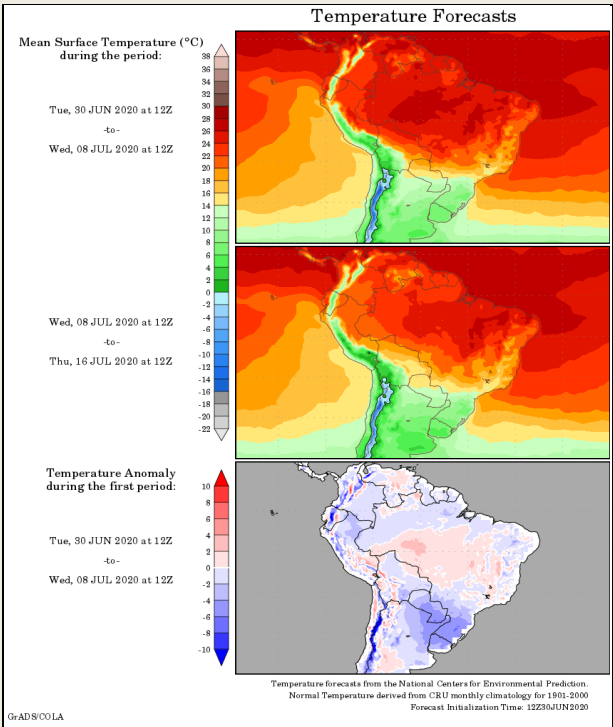 Temperature Forecasts
Mean Surface Temperature (°C)
during the period:
Tue, 30 JUN 2020 at 12Z
-to-
Wed, 08 JUL 2020 at 12Z
38
36
34
32
30
28
26
24
22
20
18
16
14
12
10
8
6
4
2
0
-2
-4
-6
-8
-10
-12
-14
-16
-18
-20
-22
Wed, 08 JUL 2020 at 12Z
-to-
Thu, 16 JUL 2020 at 12Z
Temperature Anomaly
during the first period:
Tue, 30 JUN 2020 at 12Z
-to-
Wed, 08 JUL 2020 at 12Z
10
8
6
4
2
0
-2
-4
-6
-8
-10
Temperature forecasts from the National Centers for Environmental Prediction.
Normal Temperature derived from CRU monthly climatology for 1901-2000
Forecast Initialization Time: 12Z30JUN2020
GrADS/COLA